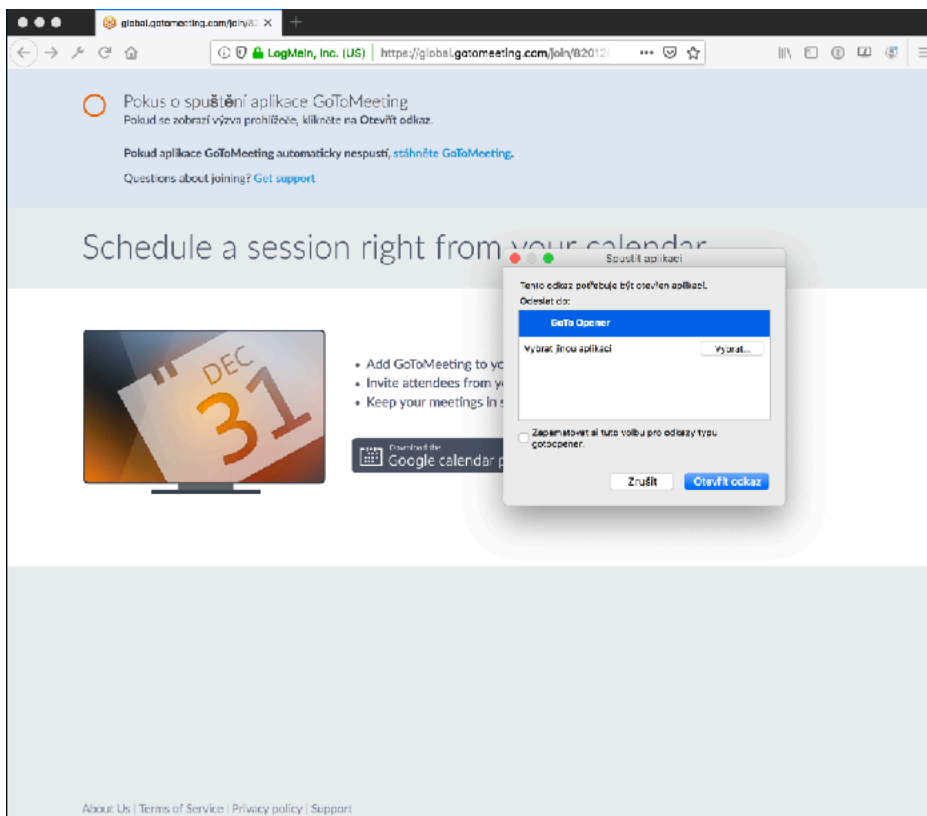 global.gotomeeting.com/join/82
LogMeIn, Inc. (US)
https://global.gotomeeting.com/join/82012
Pokus o spuštění aplikace GoToMeeting
Pokud se zobrazí výzva prohlížeče, klikněte na Otevřít odkaz.
Pokud aplikace GoToMeeting automaticky nespustí, stáhněte GoToMeeting.
Questions about joining? Get support
Schedule a session right from your calendar
DEC
31
• Add GoToMeeting to yo
• Invite attendees from y
• Keep your meetings in s
Download the
Google calendar p
Spustit aplikaci
Tento odkaz potřebuje být otevřen aplikací.
Odeslat do:
GoTo Opener
Vybrat jinou aplikaci
Vybrat...
Zapamatovat si tuto volbu pro odkazy typu
gotoopener.
Zrušit
Otevřít odkaz
About Us | Terms of Service | Privacy policy | Support